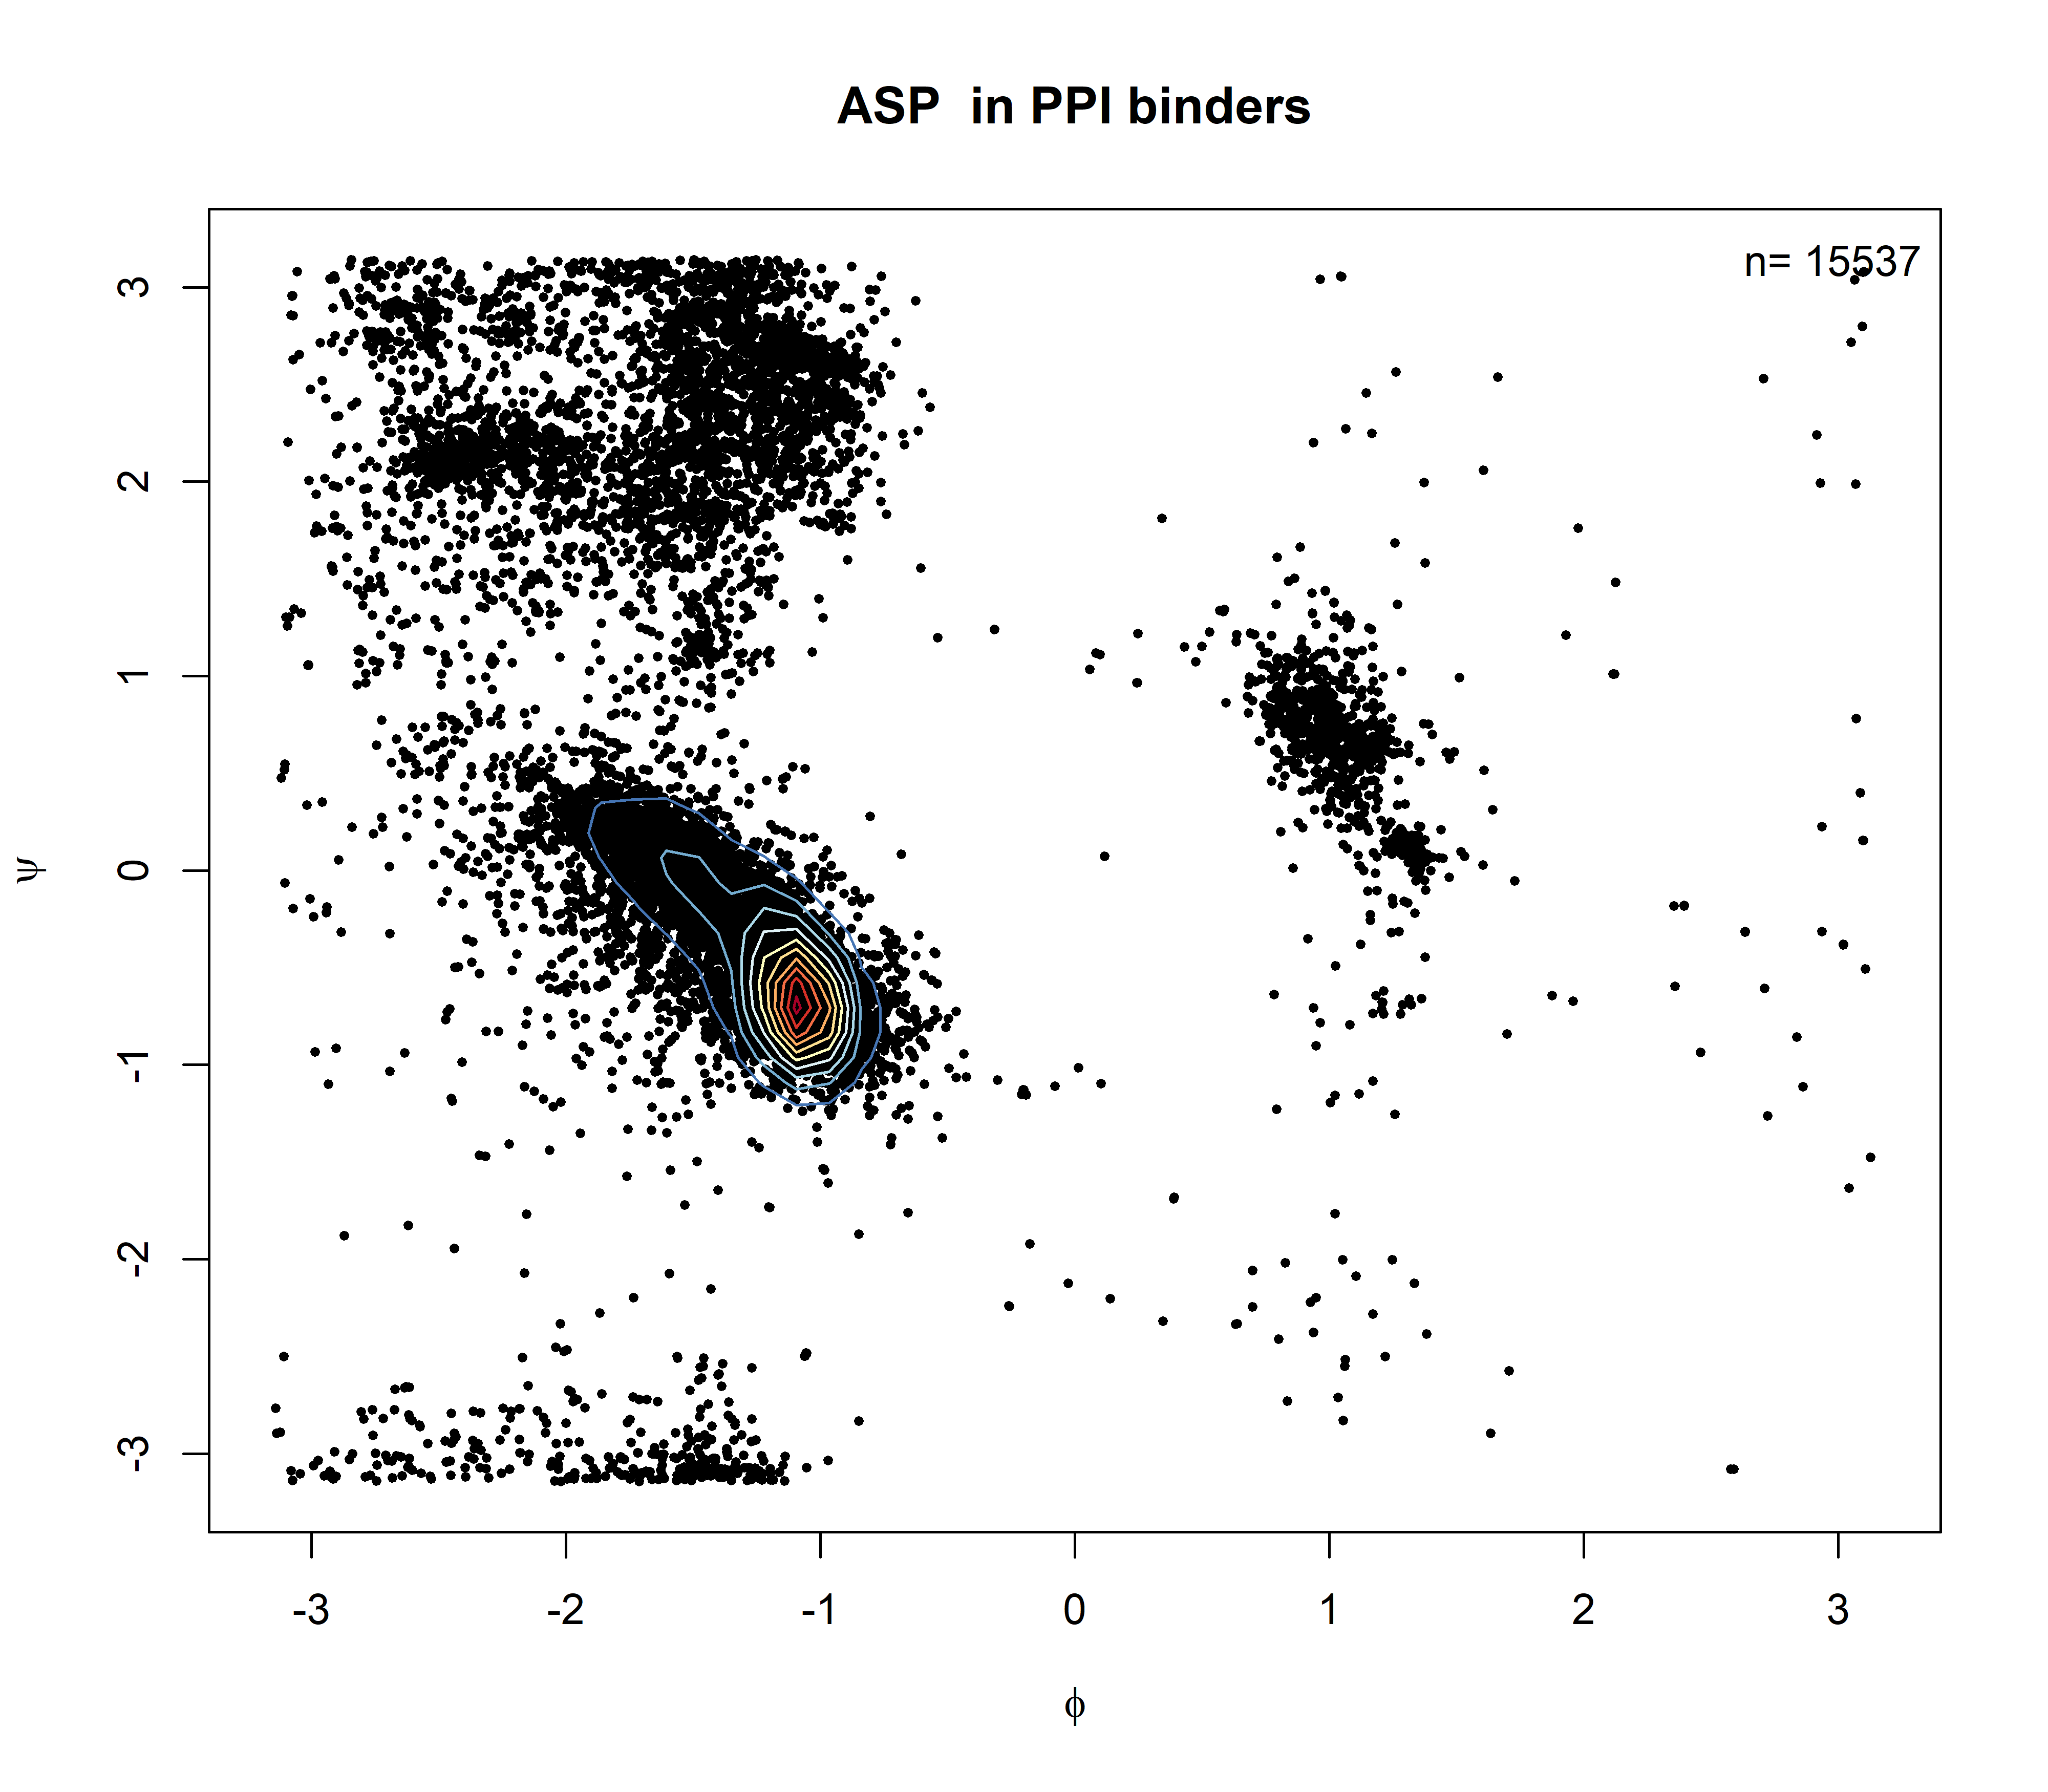 ASP  in PPI binders
n= 15537
ψ
3
2
1
0
-1
-2
-3
-3 -2 -1 0 1 2 3
ϕ